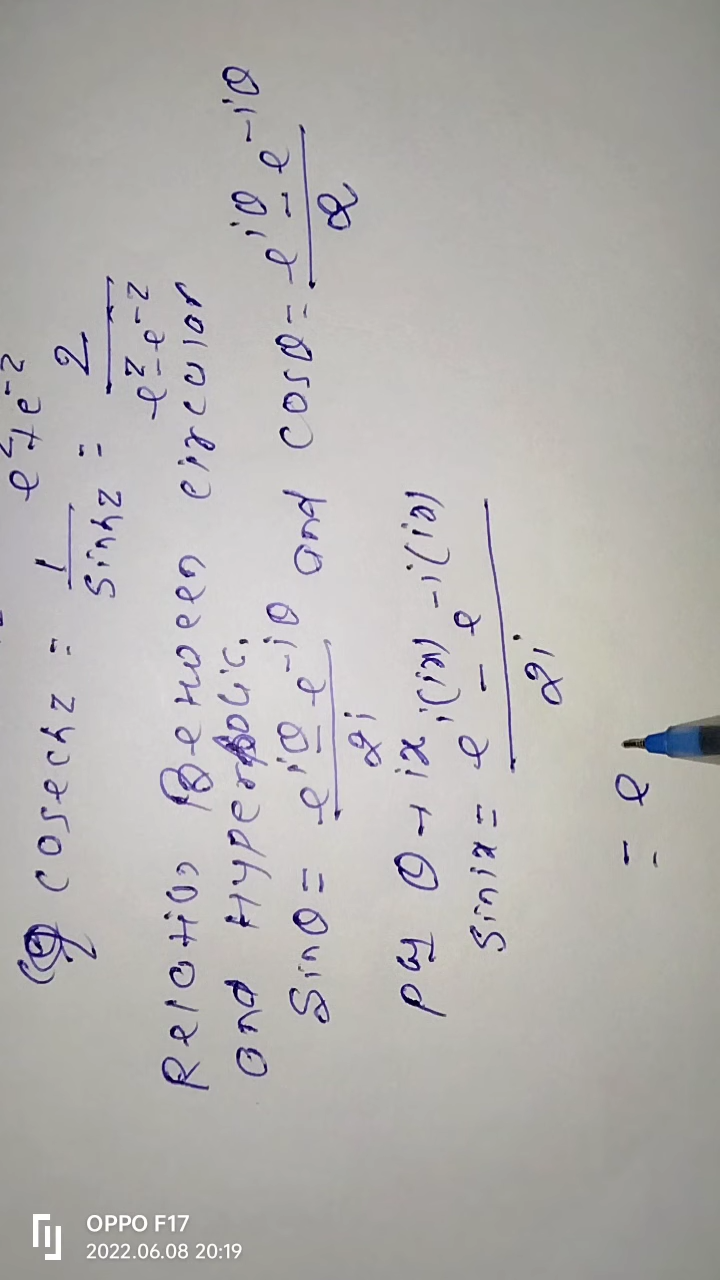 e^z+e^-z
(9) cosechz = 1/sinhz = 2/e^z-e^-z
Relation Between circular
and Hyperbolic.
Sinθ = e^iθ - e^-iθ / 2i and cosθ = e^iθ - e^-iθ / 2
Put θ → ix
Sinix = e^i(ix) - e^-i(ix) / 2i
= e
OPPO F17
2022.06.08 20:19